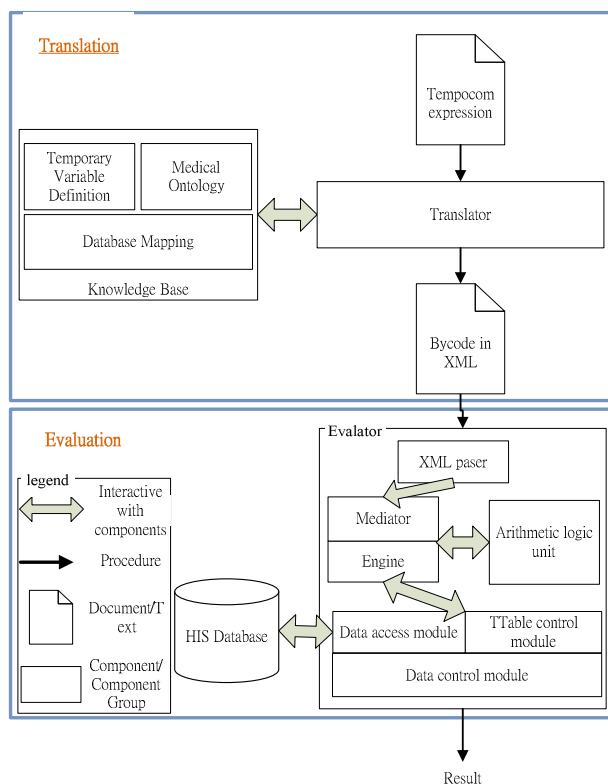 Translation
Tempocom
expression
Temporary
Variable
Definition
Medical
Ontology
Database Mapping
Knowledge Base
Translator
Bycode in
XML
Evaluation
legend
Interactive
with
components
Procedure
Document/T
ext
Component/
Component
Group
HIS Database
Evalator
XML paser
Mediator
Engine
Arithmetic logic
unit
Data access module
TTable control
module
Data control module
Result